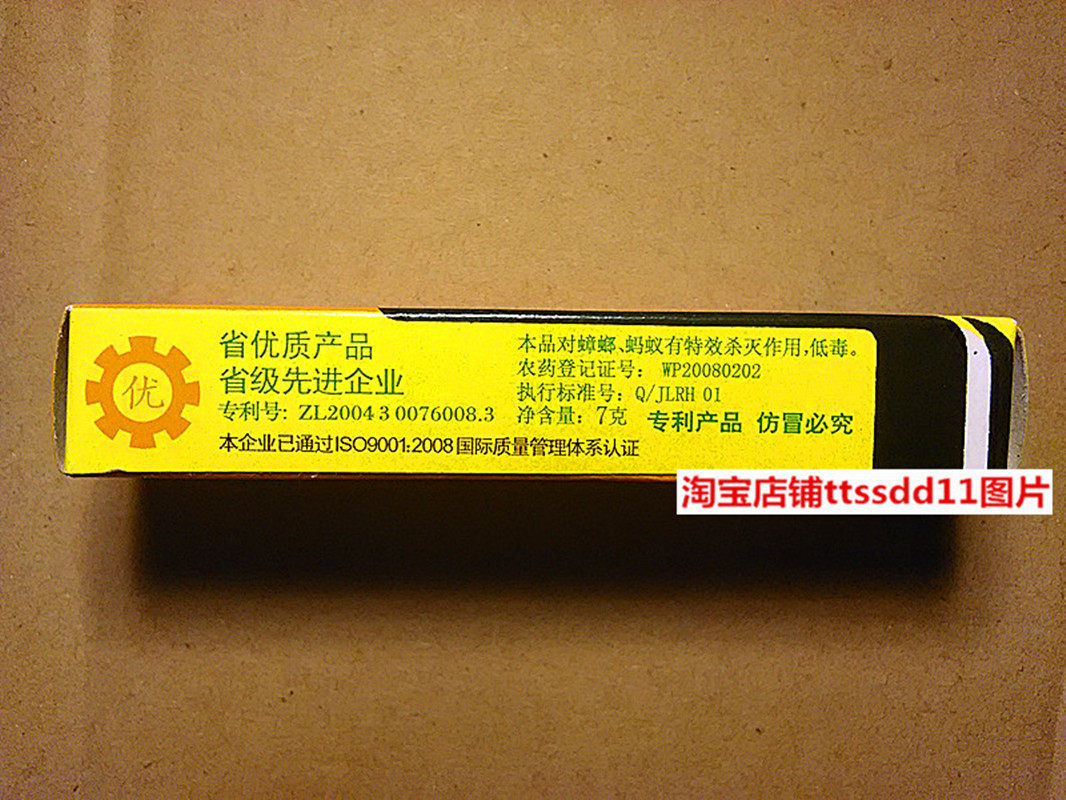 优
省优质产品
省级先进企业
专利号: ZL2004 3 0076008.3
本企业已通过ISO9001:2008国际质量管理体系认证
本品对蟑螂、蚂蚁有特效杀灭作用,低毒。
农药登记证号: WP20080202
执行标准号: Q/JLRH 01
净含量: 7克 专利产品 仿冒必究
淘宝店铺ttssdd11图片